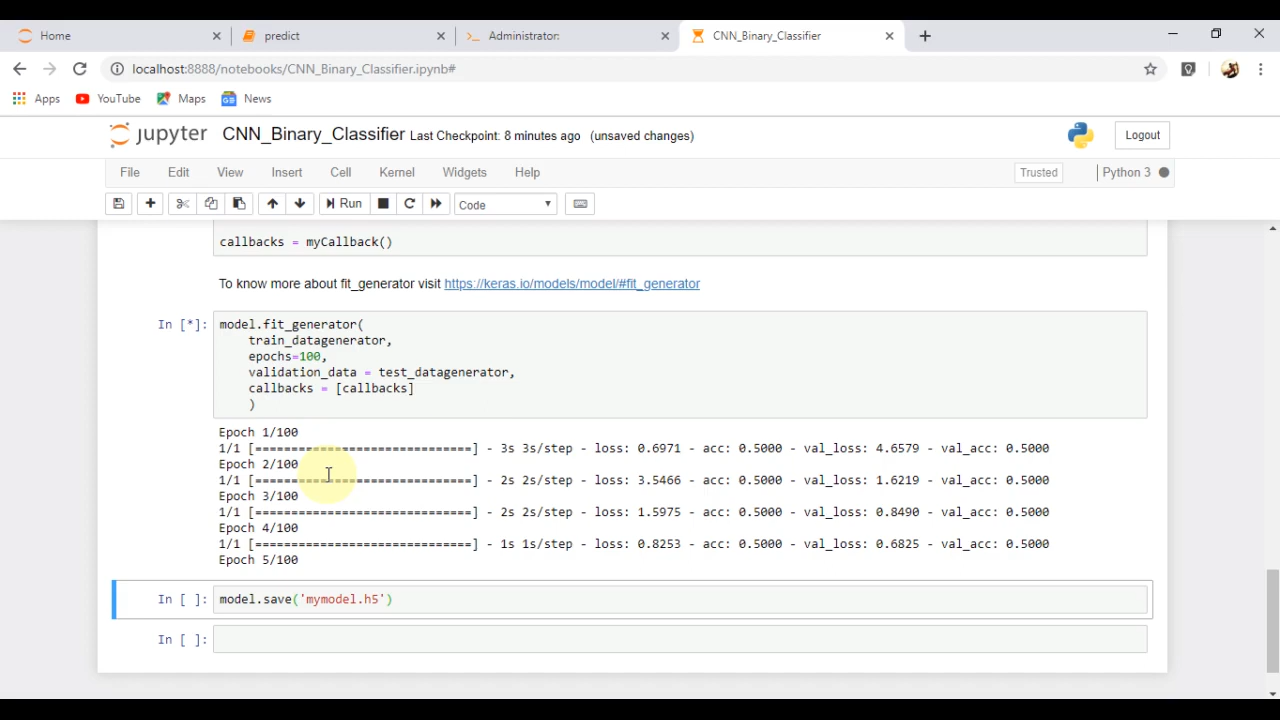 Home
predict
Administrator:
CNN_Binary_Classifier
localhost:8888/notebooks/CNN_Binary_Classifier.ipynb#
Apps YouTube Maps News
jupyter CNN_Binary_Classifier Last Checkpoint: 8 minutes ago (unsaved changes) Logout
File Edit View Insert Cell Kernel Widgets Help Trusted Python 3
Run Code
callbacks = myCallback()
To know more about fit_generator visit https://keras.io/models/model/#fit_generator
In [*]: model.fit_generator(
train_datagenerator,
epochs=100,
validation_data = test_datagenerator,
callbacks = [callbacks]
)
Epoch 1/100
1/1 [==============================] - 3s 3s/step - loss: 0.6971 - acc: 0.5000 - val_loss: 4.6579 - val_acc: 0.5000
Epoch 2/100
1/1 [==============================] - 2s 2s/step - loss: 3.5466 - acc: 0.5000 - val_loss: 1.6219 - val_acc: 0.5000
Epoch 3/100
1/1 [==============================] - 2s 2s/step - loss: 1.5975 - acc: 0.5000 - val_loss: 0.8490 - val_acc: 0.5000
Epoch 4/100
1/1 [==============================] - 1s 1s/step - loss: 0.8253 - acc: 0.5000 - val_loss: 0.6825 - val_acc: 0.5000
Epoch 5/100
In [ ]: model.save('mymodel.h5')
In [ ]: